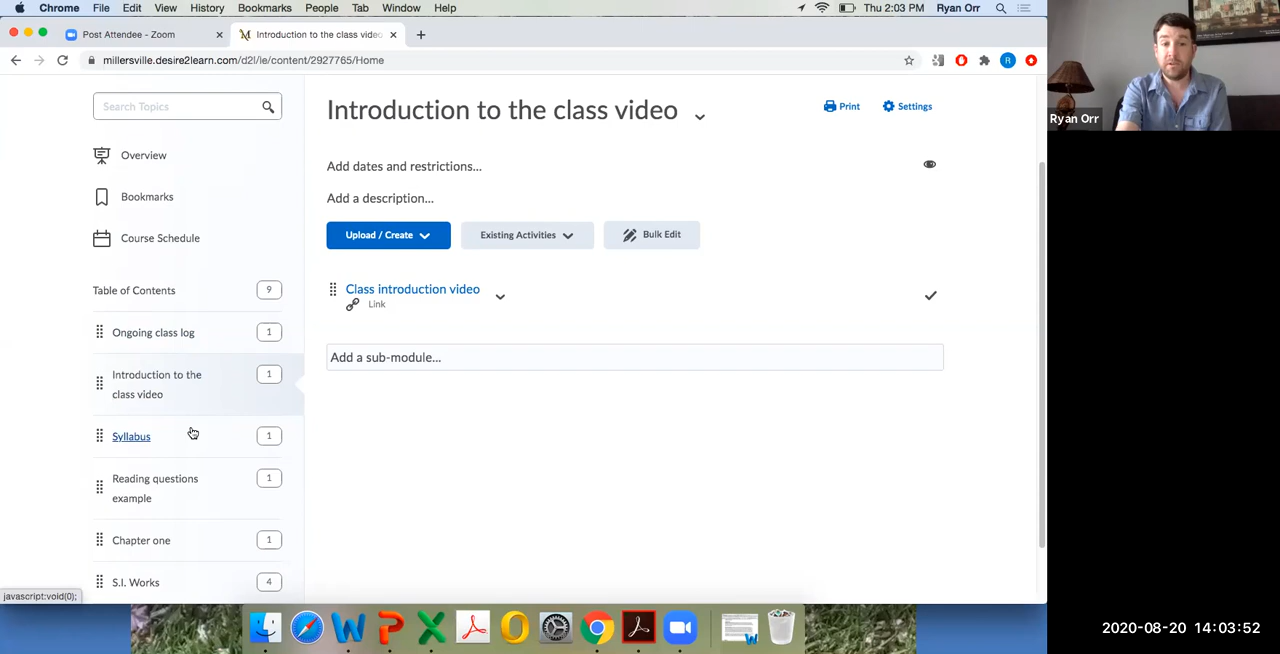 Chrome File Edit View History Bookmarks People Tab Window Help Thu 2:03 PM Ryan Orr
Post Attendee - Zoom Introduction to the class video
millersville.desire2learn.com/d2l/le/content/2927765/Home
Search Topics
Overview
Bookmarks
Course Schedule
Table of Contents 9
Ongoing class log 1
Introduction to the class video 1
Syllabus 1
Reading questions example 1
Chapter one 1
S.I. Works 4
javascript:void(0);
Introduction to the class video
Print Settings
Add dates and restrictions...
Add a description...
Upload / Create Existing Activities Bulk Edit
Class introduction video
Link
Add a sub-module...
Ryan Orr
2020-08-20 14:03:52